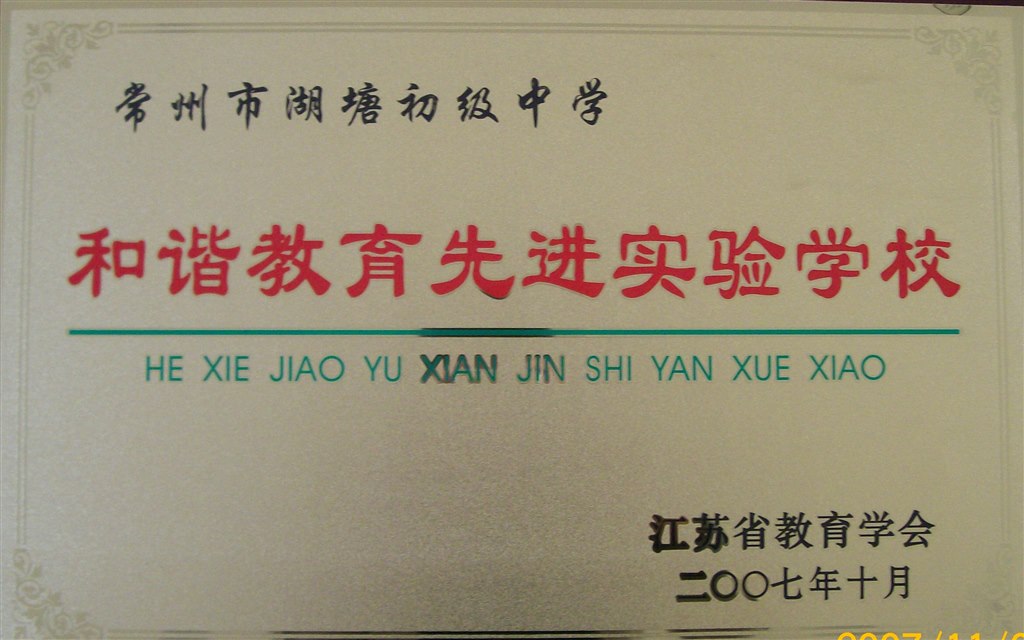 常州市湖塘初级中学
和谐教育先进实验学校
HE XIE JIAO YU XIAN JIN SHI YAN XUE XIAO
江苏省教育学会
二〇〇七年十月